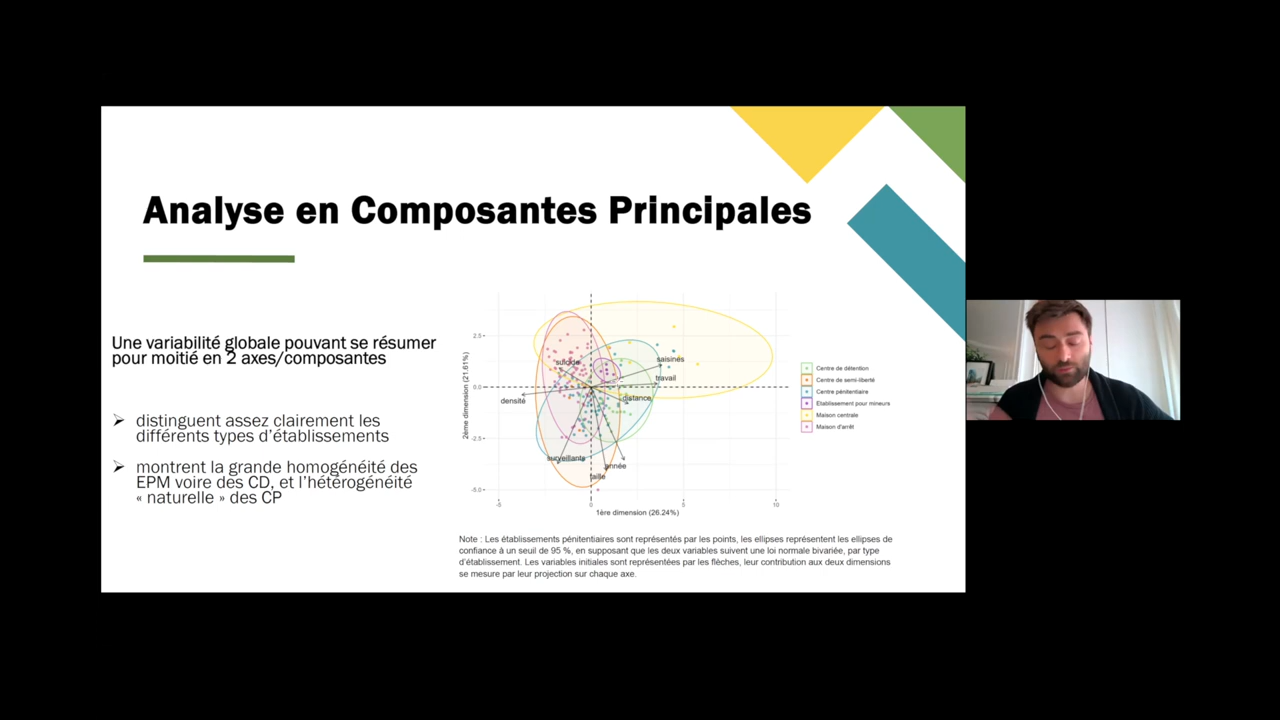 Analyse en Composantes Principales
Une variabilité globale pouvant se résumer
pour moitié en 2 axes/composantes
➢ distinguent assez clairement les
différents types d'établissements
➢ montrent la grande homogénéité des
EPM voire des CD, et l'hétérogénéité
« naturelle » des CP
2ème dimension (21.61%)
2.5
0.0
-2.5
-5.0
suicide
saisines
travail
distance
densité
surveillants
année
taille
-5
0
5
10
1ère dimension (26.24%)
Centre de détention
Centre de semi-liberté
Centre pénitentiaire
Etablissement pour mineurs
Maison centrale
Maison d'arrêt
Note : Les établissements pénitentiaires sont représentés par les points, les ellipses représentent les ellipses de
confiance à un seuil de 95 %, en supposant que les deux variables suivent une loi normale bivariée, par type
d'établissement. Les variables initiales sont représentées par les flèches, leur contribution aux deux dimensions
se mesure par leur projection sur chaque axe.